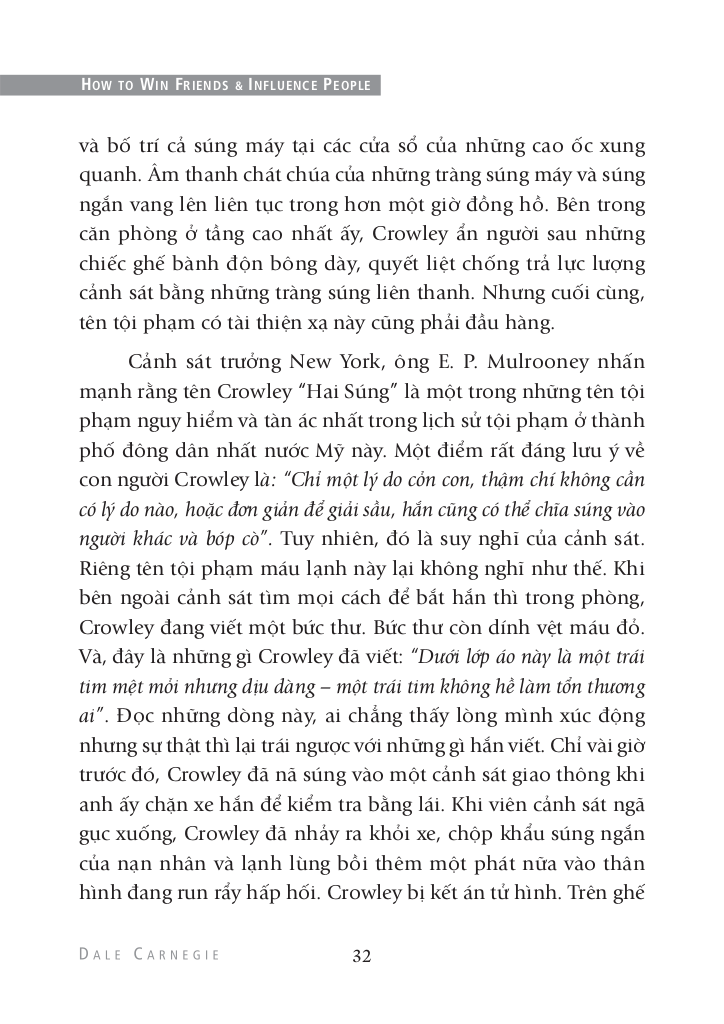 HOW TO WIN FRIENDS & INFLUENCE PEOPLE
và bố trí cả súng máy tại các cửa sổ của những cao ốc xung
quanh. Âm thanh chát chúa của những tràng súng máy và súng
ngắn vang lên liên tục trong hơn một giờ đồng hồ. Bên trong
căn phòng ở tầng cao nhất ấy, Crowley ẩn người sau những
chiếc ghế bành độn bông dày, quyết liệt chống trả lực lượng
cảnh sát bằng những tràng súng liên thanh. Nhưng cuối cùng,
tên tội phạm có tài thiện xạ này cũng phải đầu hàng.
Cảnh sát trưởng New York, ông E. P. Mulrooney nhấn
mạnh rằng tên Crowley “Hai Súng” là một trong những tên tội
phạm nguy hiểm và tàn ác nhất trong lịch sử tội phạm ở thành
phố đông dân nhất nước Mỹ này. Một điểm rất đáng lưu ý về
con người Crowley là: “Chỉ một lý do cỏn con, thậm chí không cần
có lý do nào, hoặc đơn giản để giải sầu, hắn cũng có thể chĩa súng vào
người khác và bóp cò”. Tuy nhiên, đó là suy nghĩ của cảnh sát.
Riêng tên tội phạm máu lạnh này lại không nghĩ như thế. Khi
bên ngoài cảnh sát tìm mọi cách để bắt hắn thì trong phòng,
Crowley đang viết một bức thư. Bức thư còn dính vệt máu đỏ.
Và, đây là những gì Crowley đã viết: “Dưới lớp áo này là một trái
tim mệt mỏi nhưng dịu dàng – một trái tim không hề làm tổn thương
ai”. Đọc những dòng này, ai chẳng thấy lòng mình xúc động
nhưng sự thật thì lại trái ngược với những gì hắn viết. Chỉ vài giờ
trước đó, Crowley đã nã súng vào một cảnh sát giao thông khi
anh ấy chặn xe hắn để kiểm tra bằng lái. Khi viên cảnh sát ngã
gục xuống, Crowley đã nhảy ra khỏi xe, chộp khẩu súng ngắn
của nạn nhân và lạnh lùng bồi thêm một phát nữa vào thân
hình đang run rẩy hấp hối. Crowley bị kết án tử hình. Trên ghế
DALE CARNEGIE
32